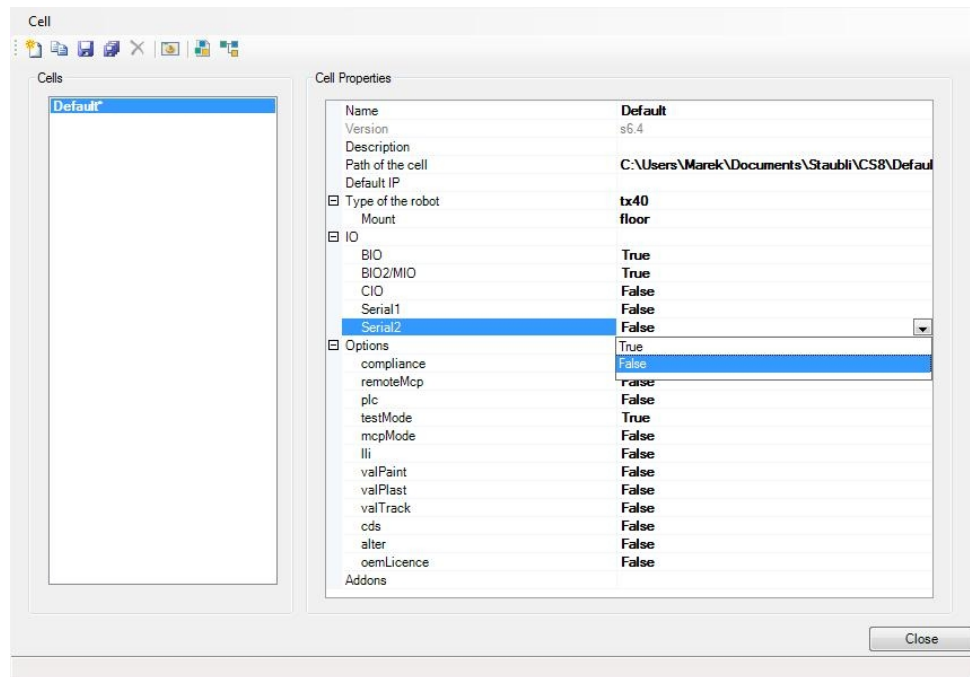 Cell
Cells
Default*
Cell Properties
Name Default
Version s6.4
Description
Path of the cell C:\Users\Marek\Documents\Staubli\CS8\Defaul
Default IP
Type of the robot tx40
Mount floor
IO
BIO True
BIO2/MIO True
CIO False
Serial1 False
Serial2 False
Options True
compliance False
remoteMcp False
plc False
testMode True
mcpMode False
lli False
valPaint False
valPlast False
valTrack False
cds False
alter False
oemLicence False
Addons
Close